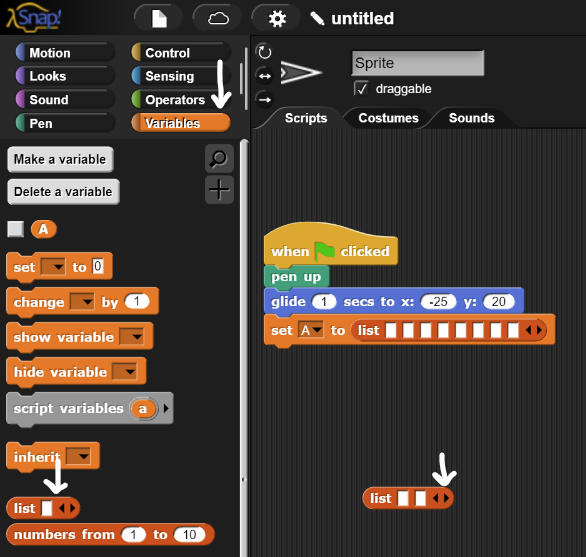 Snap!
untitled
Motion
Control
Looks
Sensing
Sound
Operators
Pen
Variables
Make a variable
Delete a variable
A
set to 0
change by 1
show variable
hide variable
script variables a
inherit
list
numbers from 1 to 10
Sprite
draggable
Scripts Costumes Sounds
when clicked
pen up
glide 1 secs to x: -25 y: 20
set A to list
list